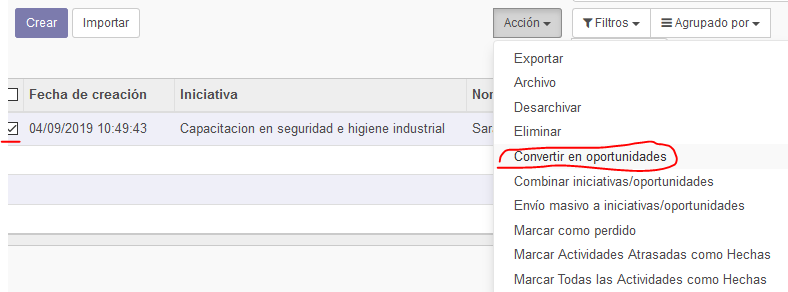 Crear Importar Acción Filtros Agrupado por
Exportar
Archivo
Fecha de creación Iniciativa
Desarchivar
04/09/2019 10:49:43 Capacitacion en seguridad e higiene industrial
Eliminar
Convertir en oportunidades
Combinar iniciativas/oportunidades
Envío masivo a iniciativas/oportunidades
Marcar como perdido
Marcar Actividades Atrasadas como Hechas
Marcar Todas las Actividades como Hechas